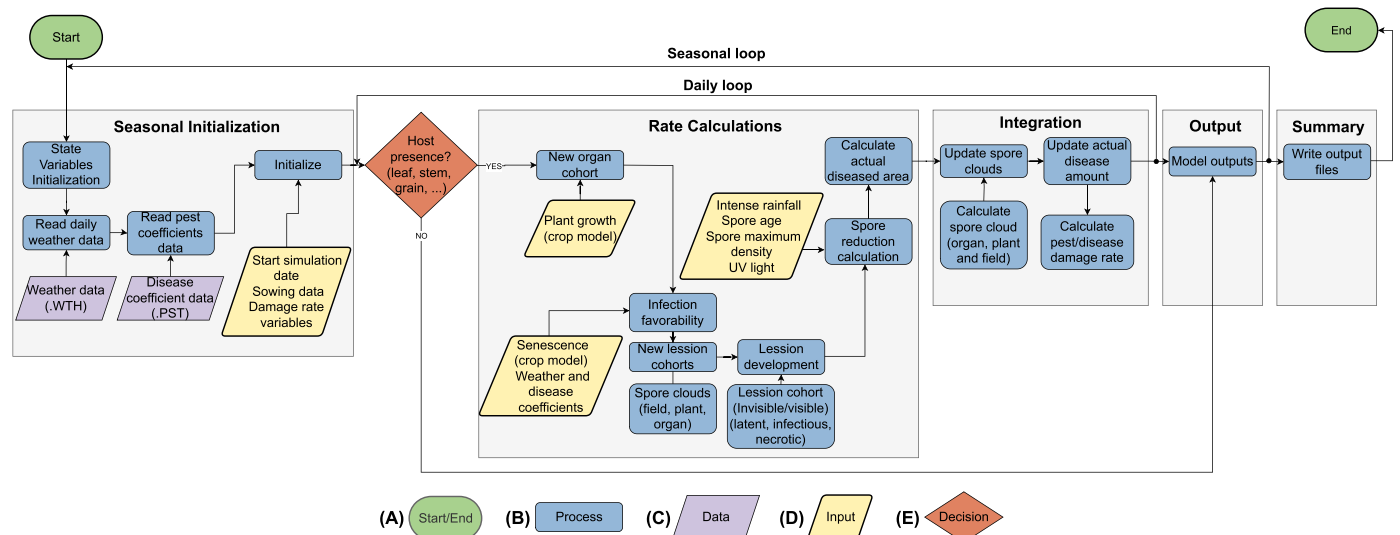 Start
End
Seasonal loop
Daily loop
Seasonal Initialization
State
Variables
Initialization
Read daily
weather data
Weather data
(.WTH)
Read pest
coefficients
data
Disease
coefficient data
(.PST)
Initialize
Start simulation
date
Sowing data
Damage rate
variables
Host
presence?
(leaf, stem,
grain, ...)
YES
NO
Rate Calculations
New organ
cohort
Plant growth
(crop model)
Infection
favorability
Senescence
(crop model)
Weather and
disease
coefficients
New lession
cohorts
Spore clouds
(field, plant,
organ)
Lession
development
Lession cohort
(Invisible/visible)
(latent, infectious,
necrotic)
Intense rainfall
Spore age
Spore maximum
density
UV light
Spore
reduction
calculation
Calculate
actual
diseased area
Integration
Update spore
clouds
Calculate
spore cloud
(organ, plant
and field)
Update actual
disease
amount
Calculate
pest/disease
damage rate
Output
Model outputs
Summary
Write output
files
(A) Start/End
(B) Process
(C) Data
(D) Input
(E) Decision